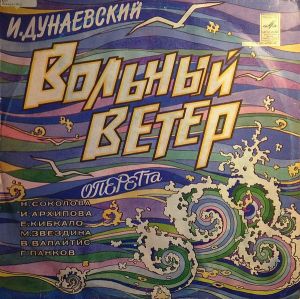 И. ДУНАЕВСКИЙ
ВОЛЬНЫЙ
ВЕТЕР
ОПЕРЕТТА
Н. СОКОЛОВА
И. АРХИПОВА
Е. КИБКАЛО
М. ЗВЕЗДИНА
В. ВАЛАЙТИС
Г. ПАНКОВ